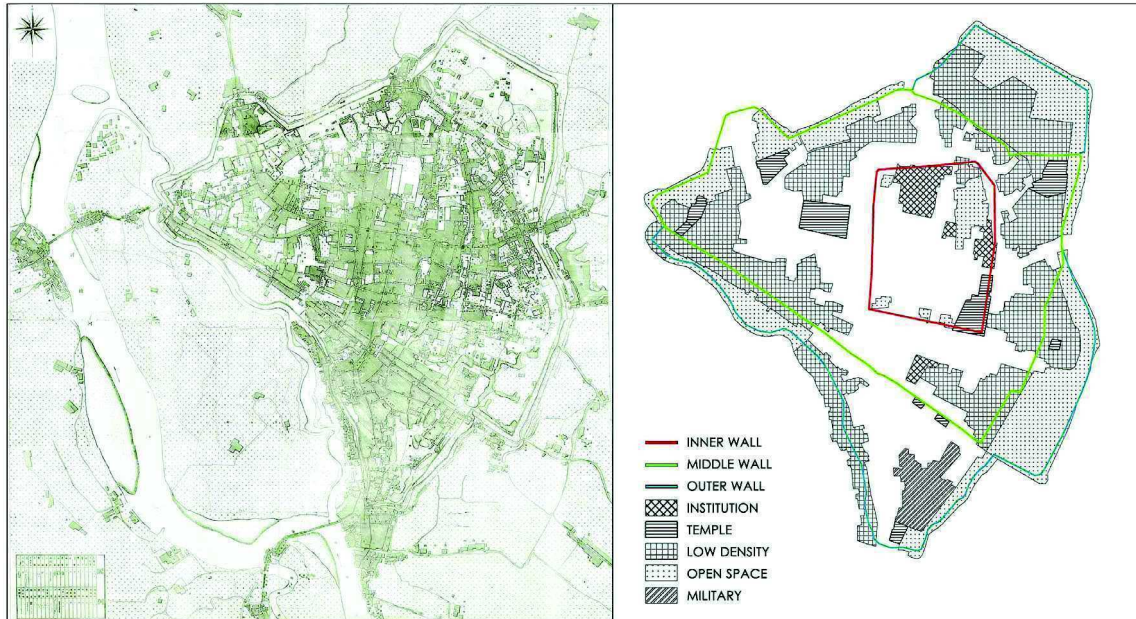 INNER WALL
MIDDLE WALL
OUTER WALL
INSTITUTION
TEMPLE
LOW DENSITY
OPEN SPACE
MILITARY